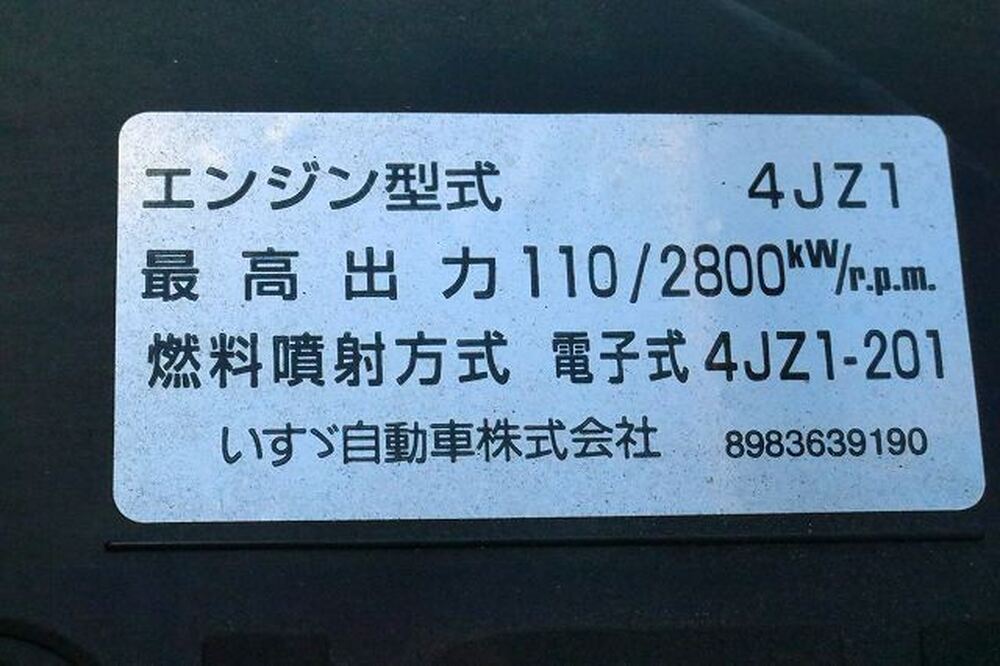 エンジン型式 4JZ1
最高出力 110/2800kW/r.p.m.
燃料噴射方式 電子式 4JZ1-201
いすゞ自動車株式会社 8983639190